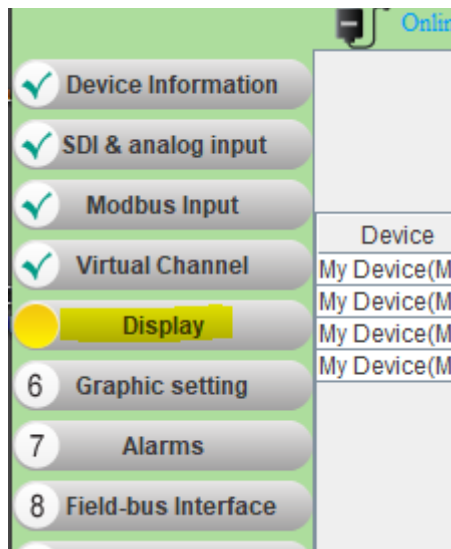 Device Information
SDI & analog input
Modbus Input
Virtual Channel
Display
6 Graphic setting
7 Alarms
8 Field-bus Interface
Device
My Device(M
My Device(M
My Device(M
My Device(M